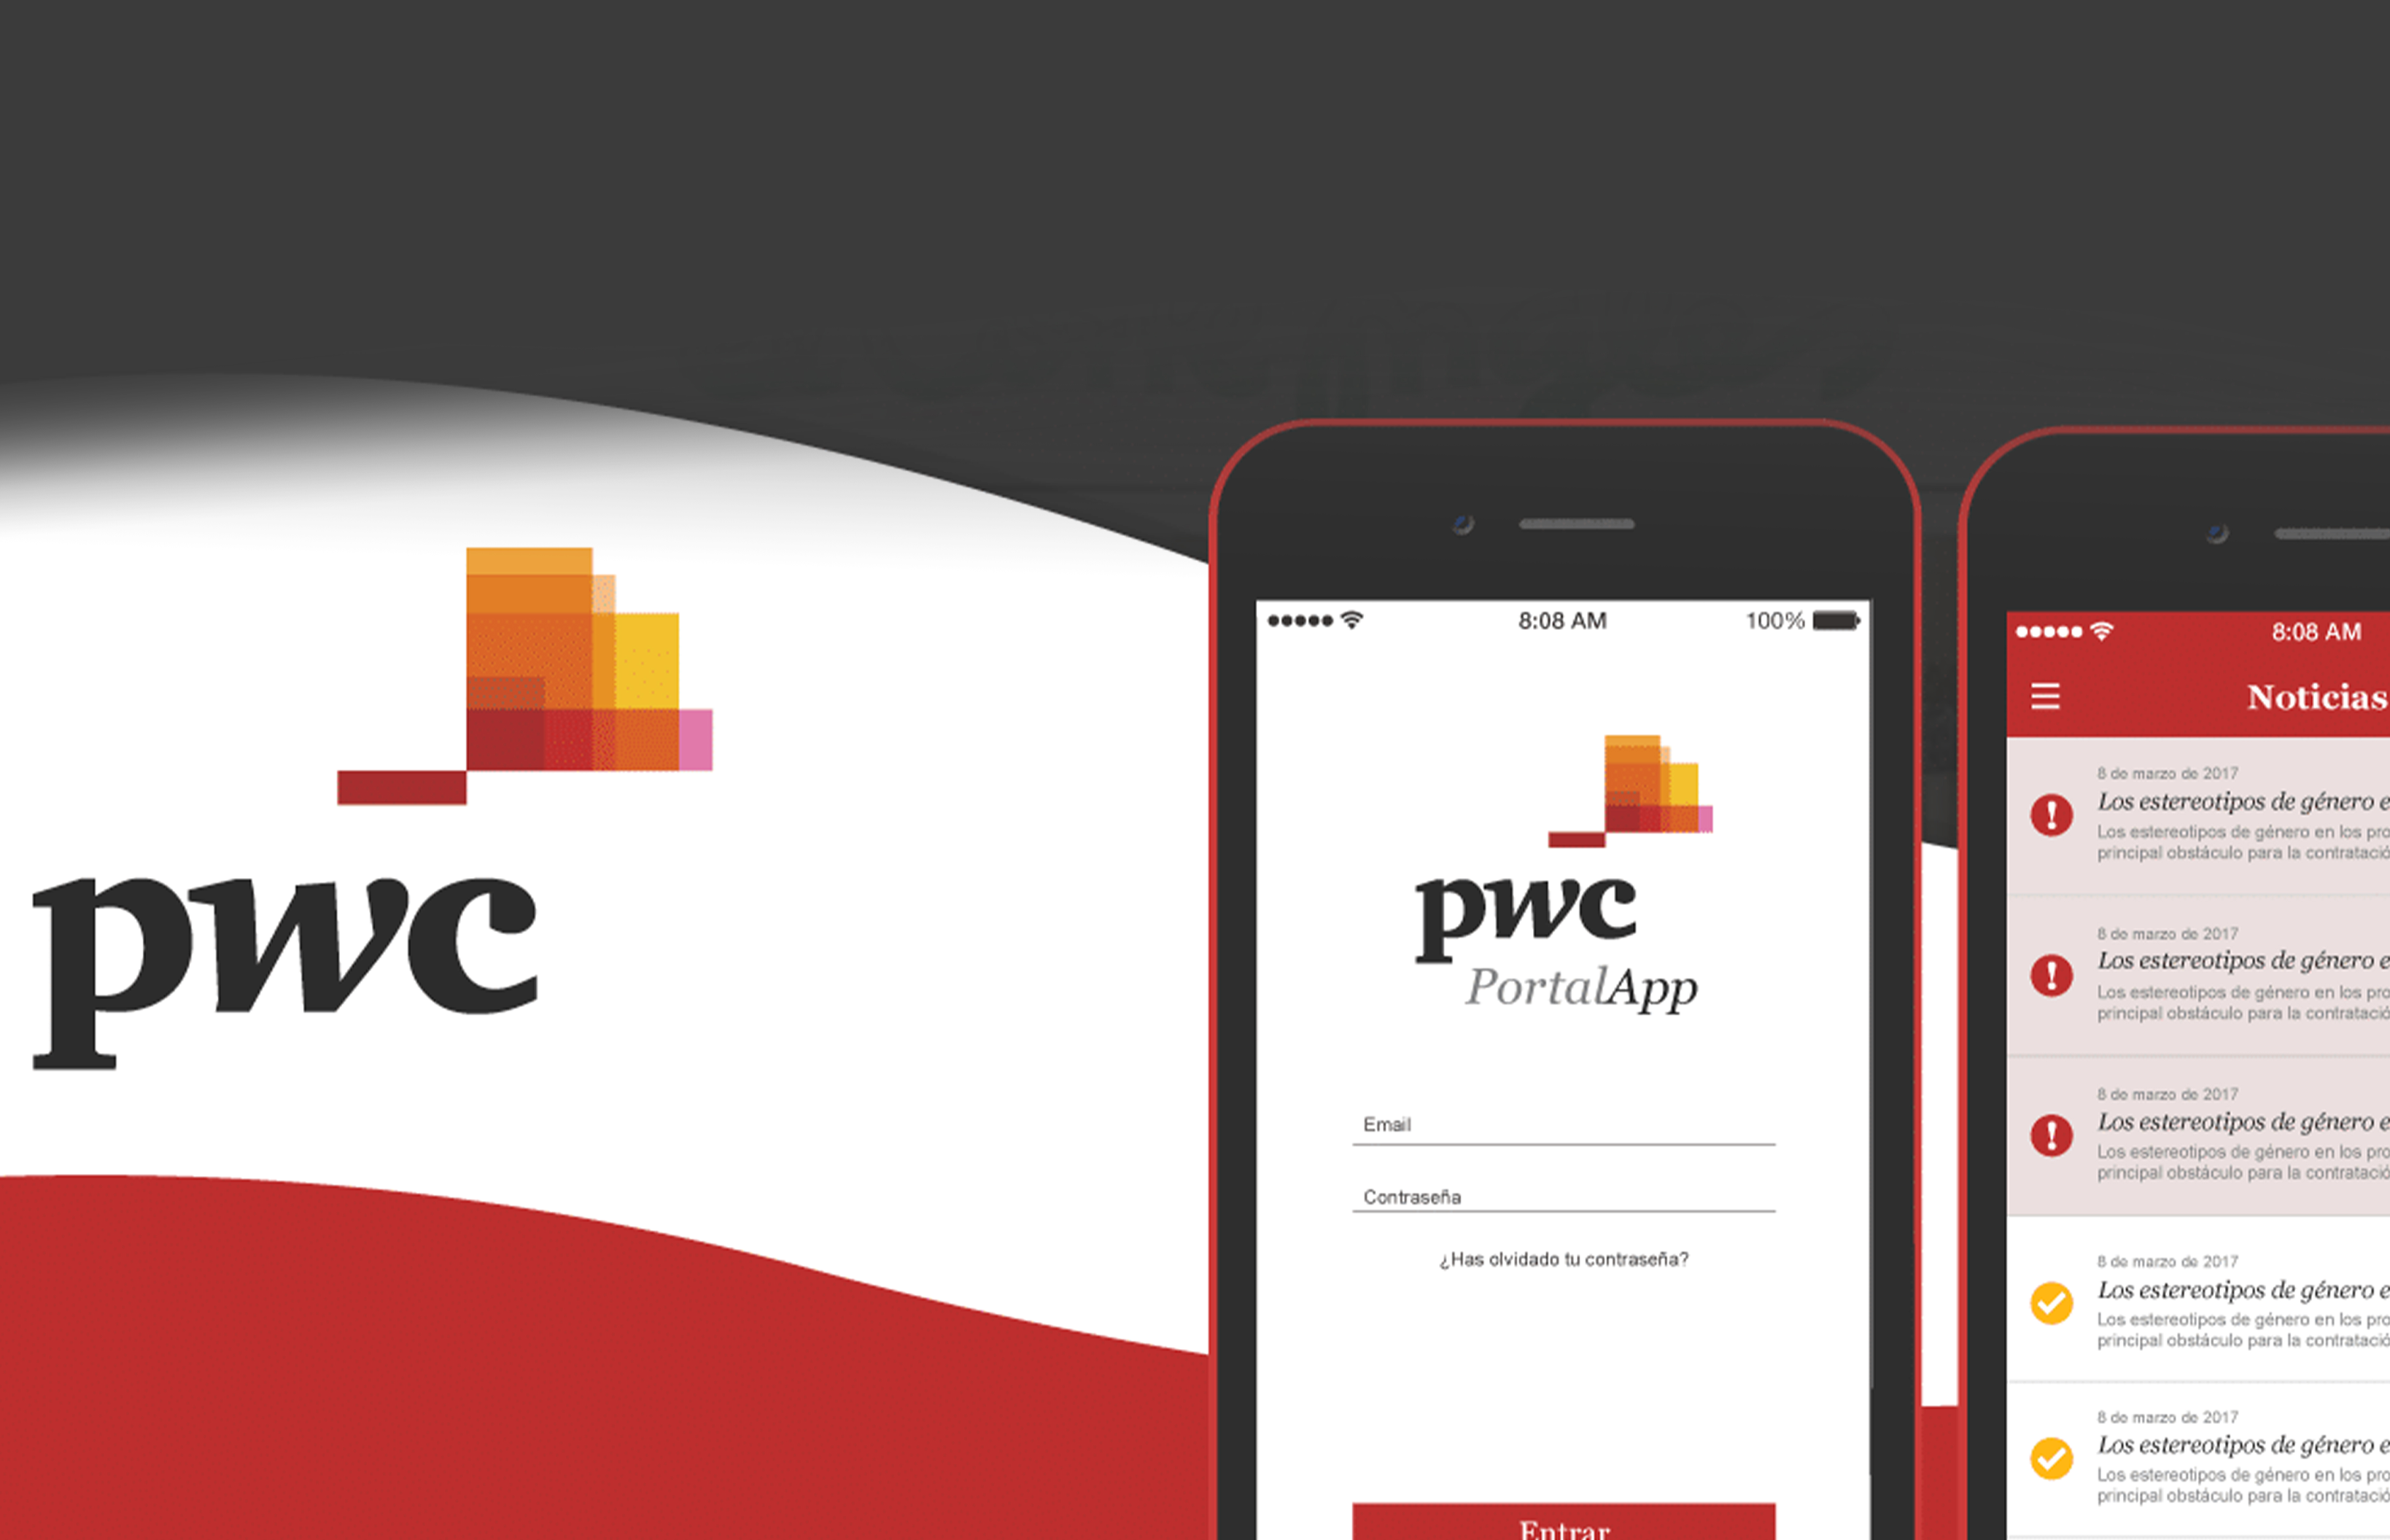 pwc
8:08 AM
100%
pwc
PortalApp
Email
Contraseña
¿Has olvidado tu contraseña?
Entrar
8:08 AM
Noticias
8 de marzo de 2017
Los estereotipos de género e
Los estereotipos de género en los pro
principal obstáculo para la contratació
8 de marzo de 2017
Los estereotipos de género e
Los estereotipos de género en los pro
principal obstáculo para la contratació
8 de marzo de 2017
Los estereotipos de género e
Los estereotipos de género en los pro
principal obstáculo para la contratació
8 de marzo de 2017
Los estereotipos de género e
Los estereotipos de género en los pro
principal obstáculo para la contratació
8 de marzo de 2017
Los estereotipos de género e
Los estereotipos de género en los pro
principal obstáculo para la contratació